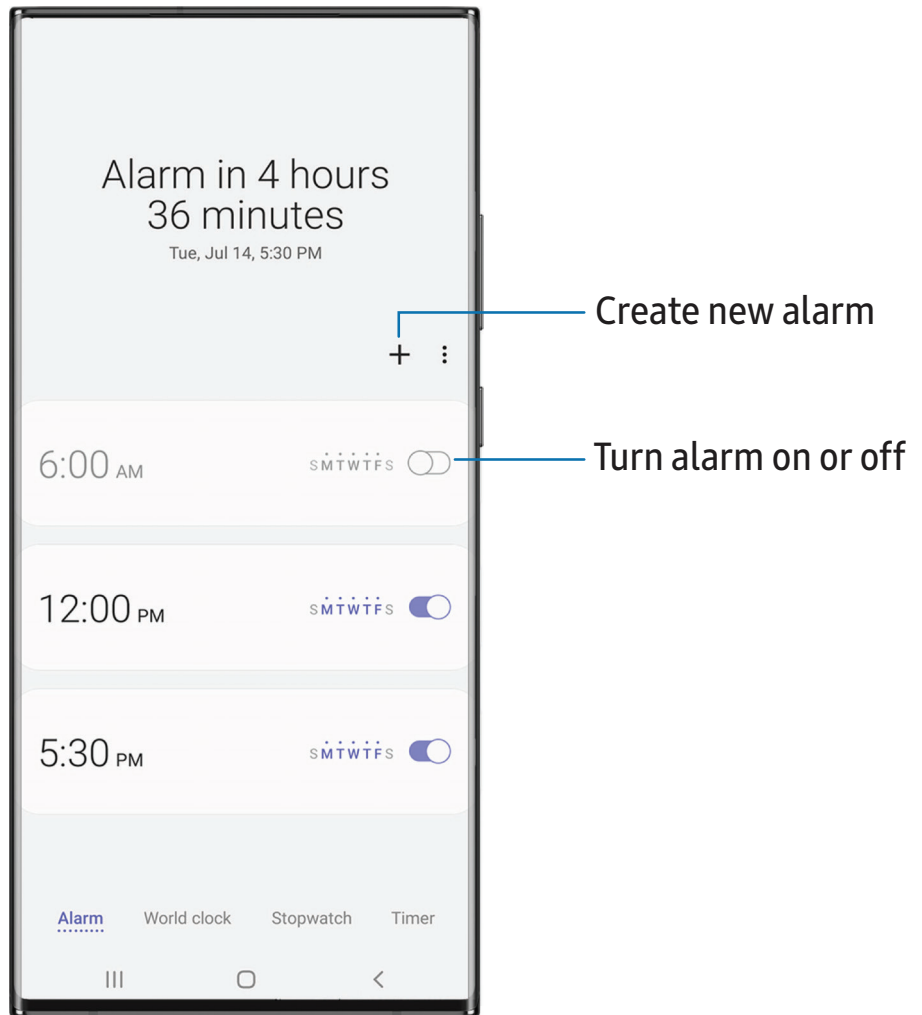 Alarm in 4 hours
36 minutes
Tue, Jul 14, 5:30 PM
Create new alarm
6:00 AM SMTWTFS
Turn alarm on or off
12:00 PM SMTWTFS
5:30 PM SMTWTFS
Alarm World clock Stopwatch Timer